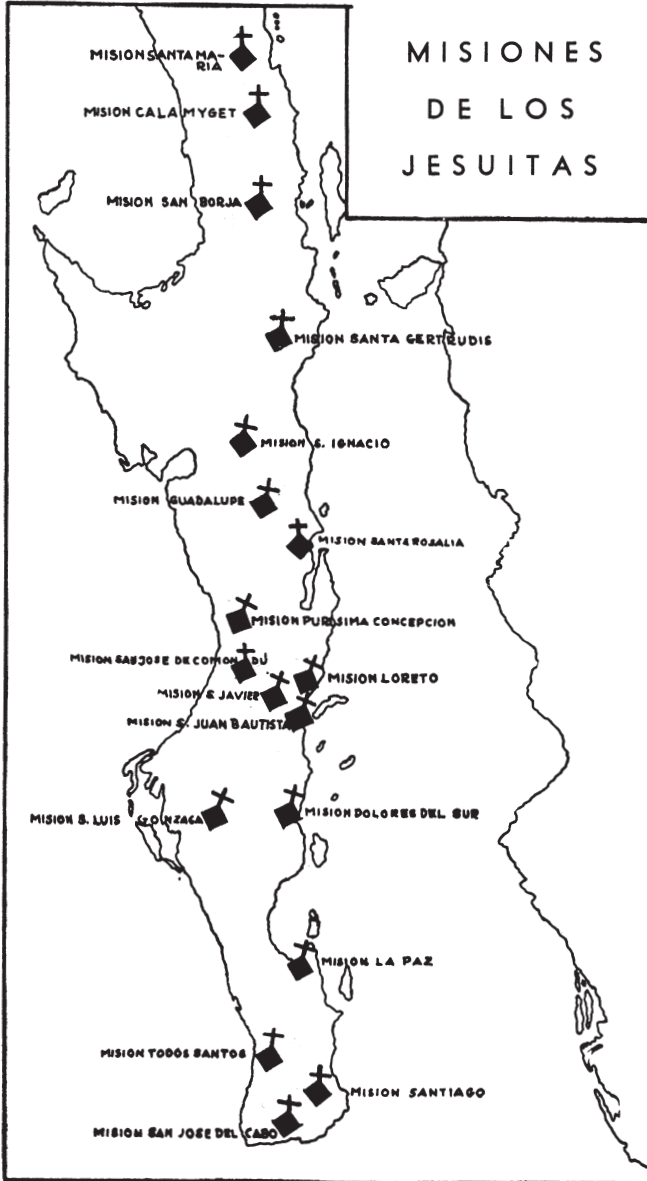 MISIONES
DE LOS
JESUITAS
MISION SANTA MA-
RIA
MISION CALAMYGET
MISION SAN BORJA
MISION SANTA GERTRUDIS
MISION S. IGNACIO
MISION GUADALUPE
MISION SANTA ROSALIA
MISION PURISIMA CONCEPCION
MISION SAN JOSE DE COMONDÚ
MISION LORETO
MISION S. JAVIER
MISION S. JUAN BAUTISTA
MISION S. LUIS GONZAGA
MISION DOLORES DEL SUR
MISION LA PAZ
MISION TODOS SANTOS
MISION SANTIAGO
MISION SAN JOSE DEL CABO